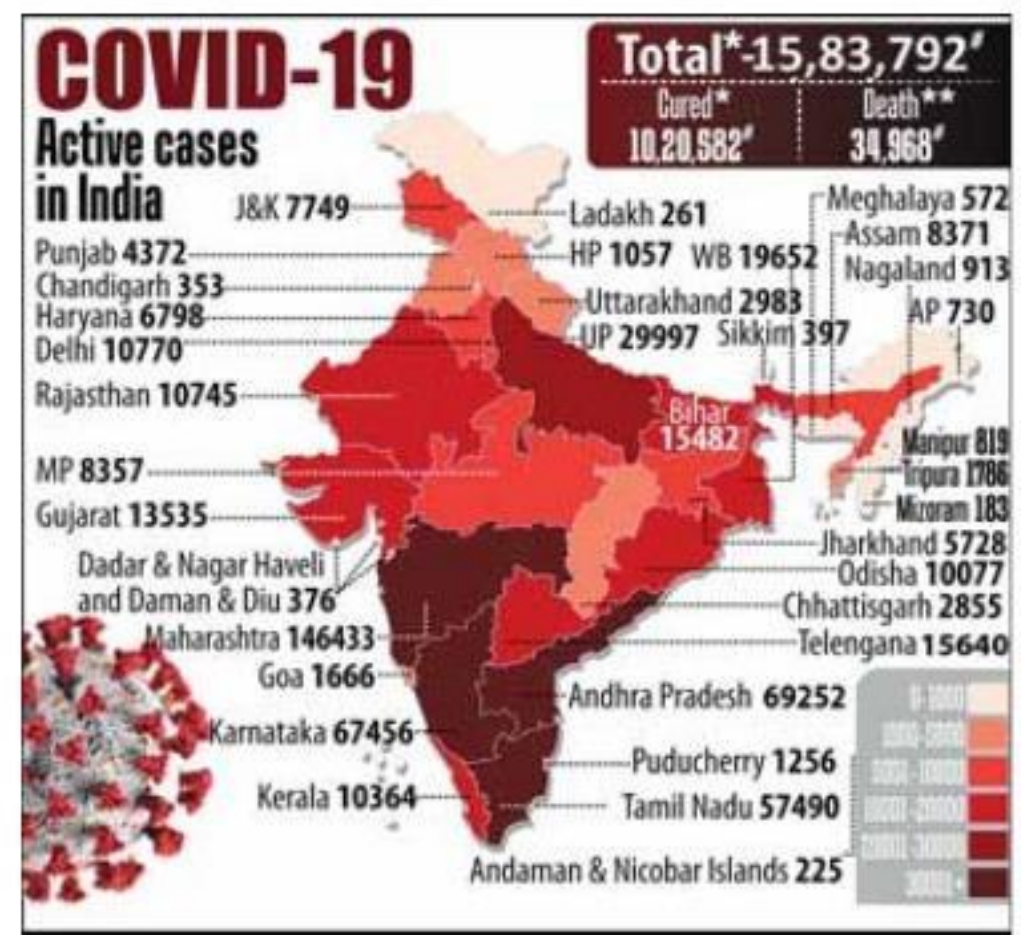 COVID-19
Active cases
in India
Total*-15,83,792#
Cured*
10,20,582#
Death**
34,968#
J&K 7749
Ladakh 261
Meghalaya 572
Punjab 4372
HP 1057
WB 19652
Assam 8371
Chandigarh 353
Nagaland 913
Haryana 6798
Uttarakhand 2983
AP 730
Delhi 10770
UP 29997
Sikkim 397
Rajasthan 10745
Bihar
15482
MP 8357
Manipur 819
Tripura 1786
Gujarat 13535
Mizoram 183
Jharkhand 5728
Dadar & Nagar Haveli
and Daman & Diu 376
Odisha 10077
Chhattisgarh 2855
Maharashtra 146433
Telengana 15640
Goa 1666
Andhra Pradesh 69252
Karnataka 67456
Puducherry 1256
Kerala 10364
Tamil Nadu 57490
Andaman & Nicobar Islands 225